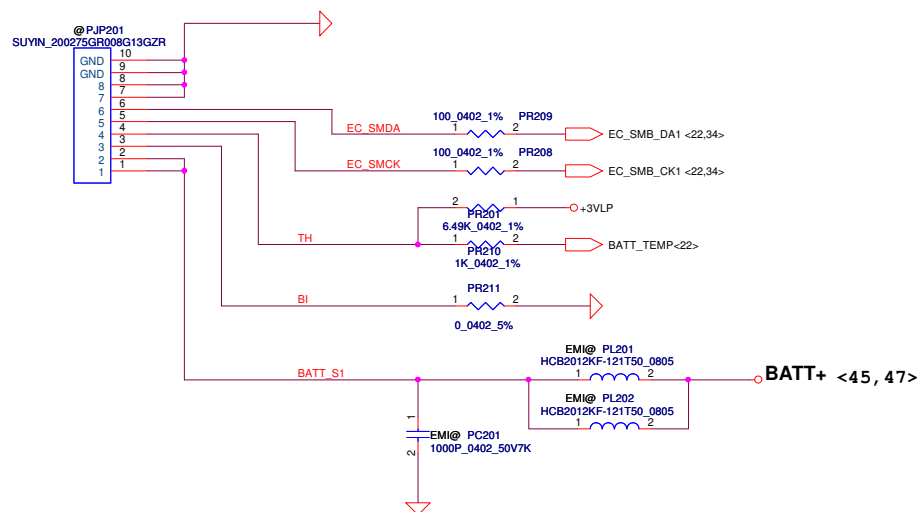 @ PJP201
SUYIN_200275GR008G13GZR
GND 10
GND 9
8 8
7 7
6 6
5 5
4 4
3 3
2 2
1 1
100_0402_1% PR209
EC_SMDA 1 2 EC_SMB_DA1 <22,34>
100_0402_1% PR208
EC_SMCK 1 2 EC_SMB_CK1 <22,34>
2 1 +3VLP
PR201
6.49K_0402_1%
TH 1 2 BATT_TEMP<22>
PR210
1K_0402_1%
PR211
BI 1 2
0_0402_5%
EMI@ PL201
HCB2012KF-121T50_0805
BATT_S1 1 2 BATT+ <45,47>
EMI@ PL202
HCB2012KF-121T50_0805
1 2
1
EMI@ PC201
1000P_0402_50V7K
2